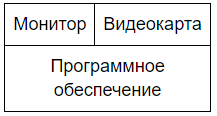 Монитор Видеокарта
Программное
обеспечение